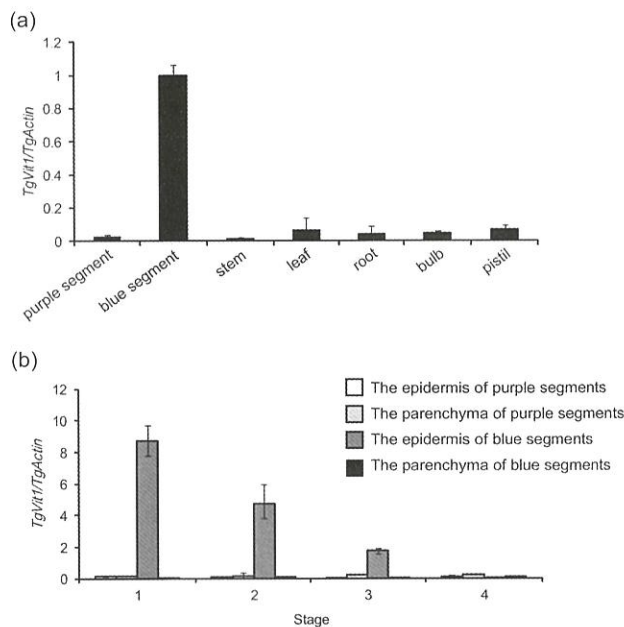 (a)
1.2
1
0.8
0.6
0.4
0.2
0
TgVit1/TgActin
purple segment
blue segment
stem
leaf
root
bulb
pistil
(b)
12
10
8
6
4
2
0
TgVit1/TgActin
The epidermis of purple segments
The parenchyma of purple segments
The epidermis of blue segments
The parenchyma of blue segments
1 2 3 4
Stage